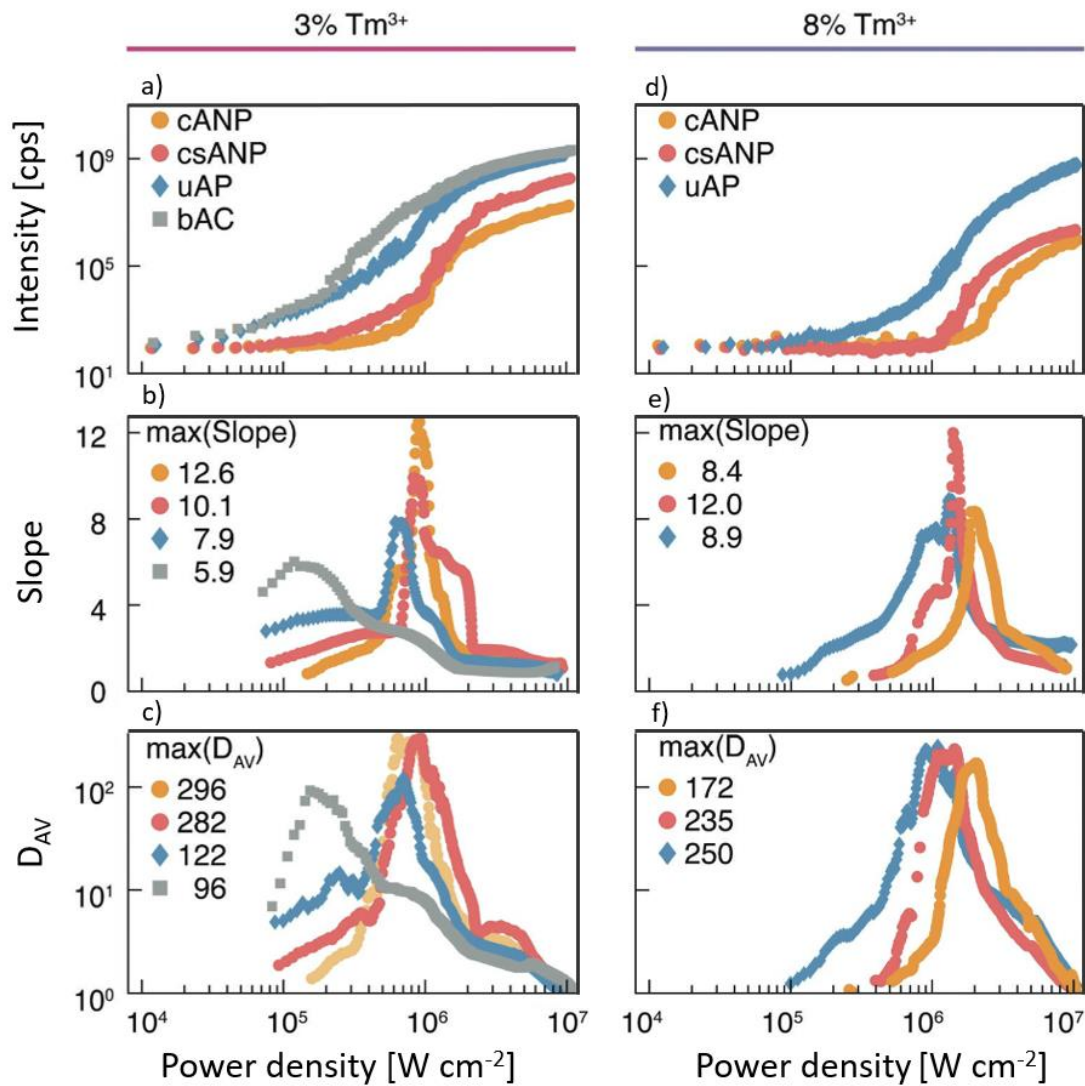 3% Tm³⁺
8% Tm³⁺
a)
cANP
csANP
uAP
bAC
Intensity [cps]
10⁹
10⁵
10¹
d)
cANP
csANP
uAP
b)
max(Slope)
12.6
10.1
7.9
5.9
Slope
12
8
4
0
e)
max(Slope)
8.4
12.0
8.9
c)
max(D_AV)
296
282
122
96
D_AV
10²
10¹
10⁰
f)
max(D_AV)
172
235
250
10⁴ 10⁵ 10⁶ 10⁷
Power density [W cm⁻²]
10⁴ 10⁵ 10⁶ 10⁷
Power density [W cm⁻²]